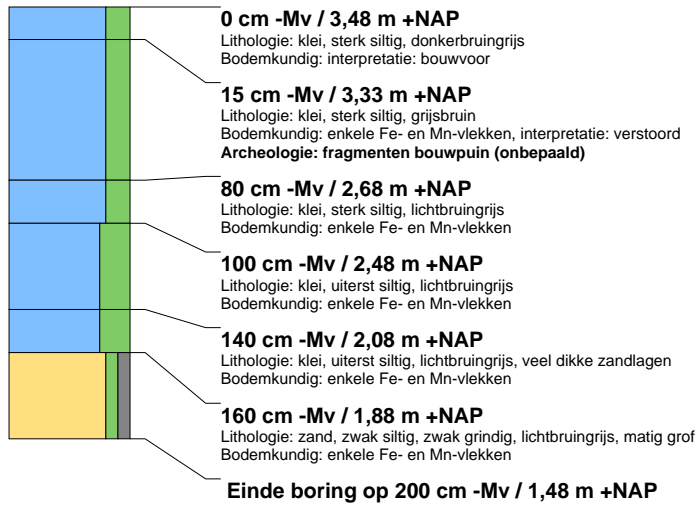 0 cm -Mv / 3,48 m +NAP
Lithologie: klei, sterk siltig, donkerbruingrijs
Bodemkundig: interpretatie: bouwvoor
15 cm -Mv / 3,33 m +NAP
Lithologie: klei, sterk siltig, grijsbruin
Bodemkundig: enkele Fe- en Mn-vlekken, interpretatie: verstoord
Archeologie: fragmenten bouwpuin (onbepaald)
80 cm -Mv / 2,68 m +NAP
Lithologie: klei, sterk siltig, lichtbruingrijs
Bodemkundig: enkele Fe- en Mn-vlekken
100 cm -Mv / 2,48 m +NAP
Lithologie: klei, uiterst siltig, lichtbruingrijs
Bodemkundig: enkele Fe- en Mn-vlekken
140 cm -Mv / 2,08 m +NAP
Lithologie: klei, uiterst siltig, lichtbruingrijs, veel dikke zandlagen
Bodemkundig: enkele Fe- en Mn-vlekken
160 cm -Mv / 1,88 m +NAP
Lithologie: zand, zwak siltig, zwak grindig, lichtbruingrijs, matig grof
Bodemkundig: enkele Fe- en Mn-vlekken
Einde boring op 200 cm -Mv / 1,48 m +NAP